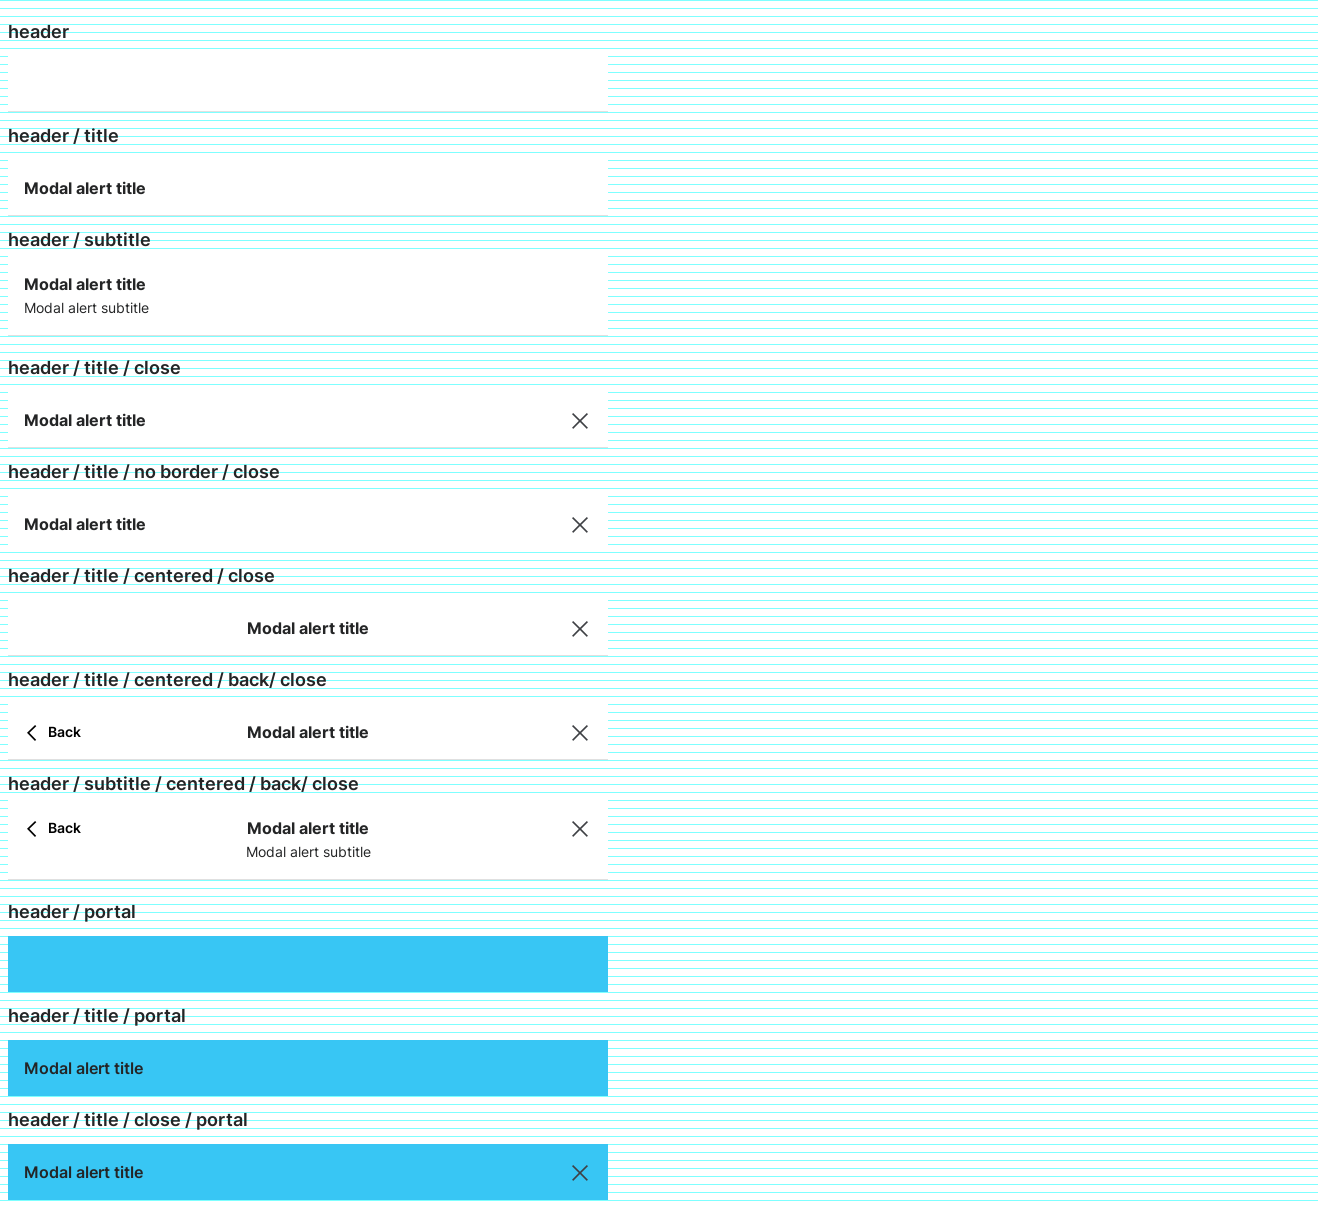 header
header / title
Modal alert title
header / subtitle
Modal alert title
Modal alert subtitle
header / title / close
Modal alert title
header / title / no border / close
Modal alert title
header / title / centered / close
Modal alert title
header / title / centered / back/ close
Back Modal alert title
header / subtitle / centered / back/ close
Back Modal alert title
Modal alert subtitle
header / portal
header / title / portal
Modal alert title
header / title / close / portal
Modal alert title